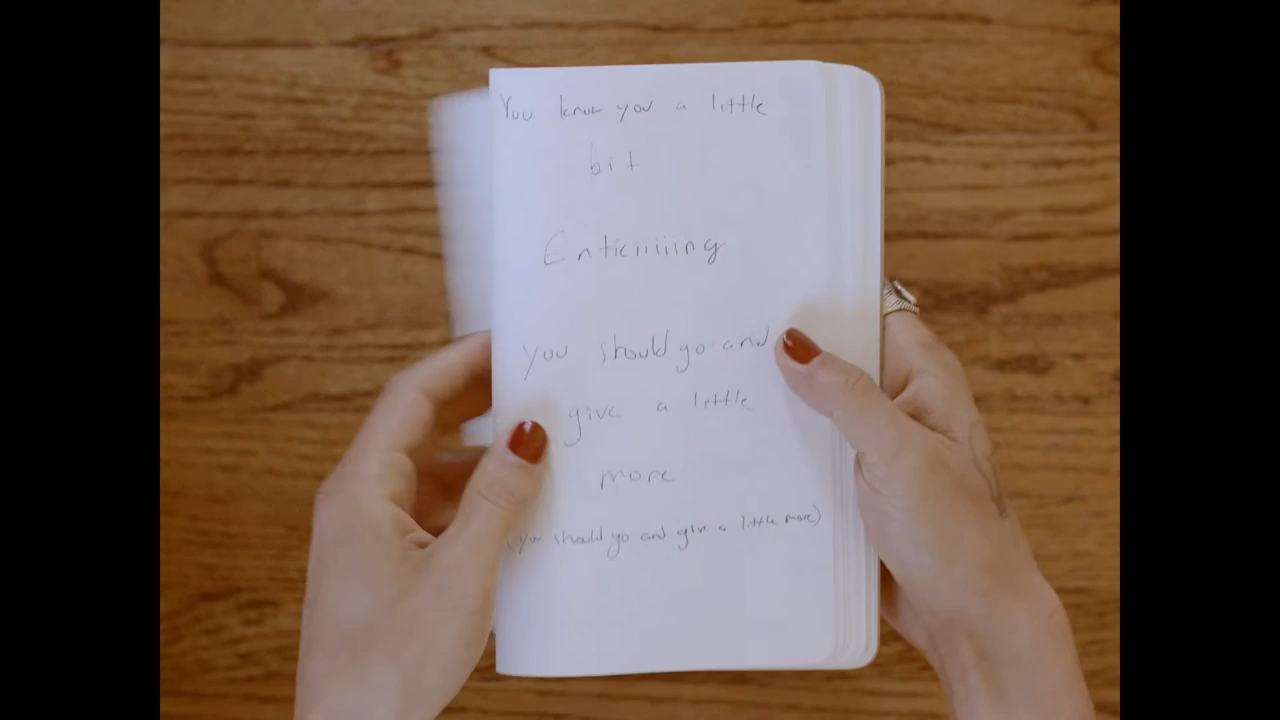 You know you a little
bit
Enticiiiiing
you should go and
give a little
more
(you should go and give a little more)